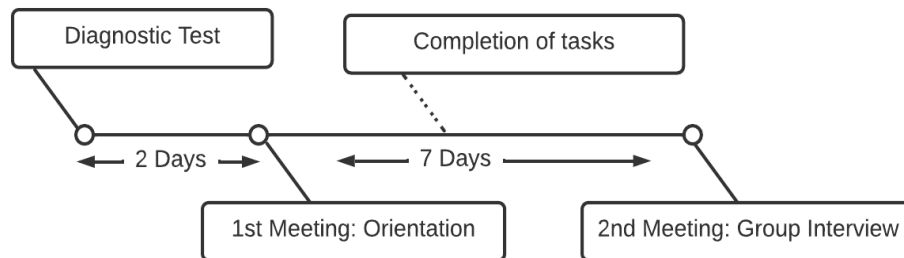 Diagnostic Test
Completion of tasks
2 Days
7 Days
1st Meeting: Orientation
2nd Meeting: Group Interview